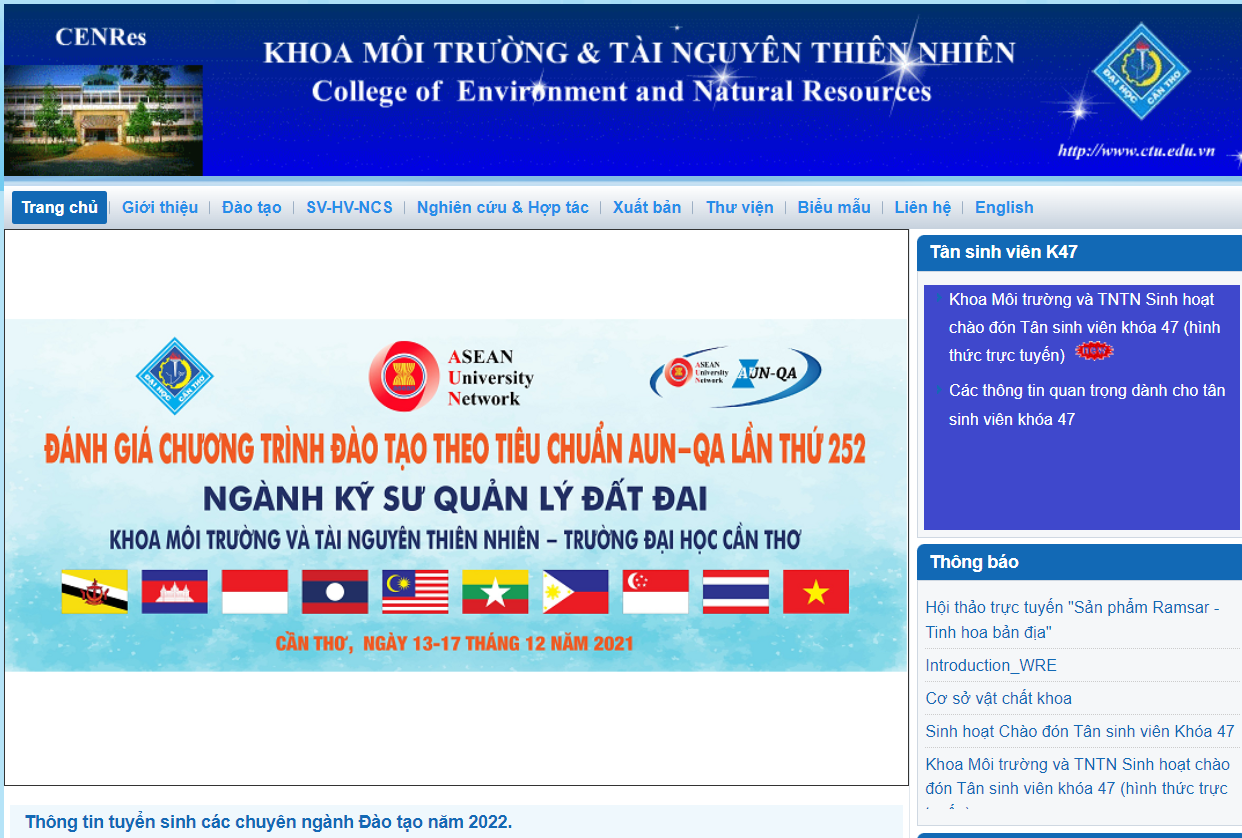 CENRes
KHOA MÔI TRƯỜNG & TÀI NGUYÊN THIÊN NHIÊN
College of Environment and Natural Resources
ĐẠI HỌC CẦN THƠ
http://www.ctu.edu.vn
Trang chủ
Giới thiệu
Đào tạo
SV-HV-NCS
Nghiên cứu & Hợp tác
Xuất bản
Thư viện
Biểu mẫu
Liên hệ
English
ĐẠI HỌC CẦN THƠ
ASEAN
University
Network
ASEAN
University
Network
AUN-QA
ĐÁNH GIÁ CHƯƠNG TRÌNH ĐÀO TẠO THEO TIÊU CHUẨN AUN–QA LẦN THỨ 252
NGÀNH KỸ SƯ QUẢN LÝ ĐẤT ĐAI
KHOA MÔI TRƯỜNG VÀ TÀI NGUYÊN THIÊN NHIÊN – TRƯỜNG ĐẠI HỌC CẦN THƠ
CẦN THƠ, NGÀY 13-17 THÁNG 12 NĂM 2021
Thông tin tuyển sinh các chuyên ngành Đào tạo năm 2022.
Tân sinh viên K47
Khoa Môi trường và TNTN Sinh hoạt
chào đón Tân sinh viên khóa 47 (hình
thức trực tuyến)
Các thông tin quan trọng dành cho tân
sinh viên khóa 47
Thông báo
Hội thảo trực tuyến "Sản phẩm Ramsar -
Tinh hoa bản địa"
Introduction_WRE
Cơ sở vật chất khoa
Sinh hoạt Chào đón Tân sinh viên Khóa 47
Khoa Môi trường và TNTN Sinh hoạt chào
đón Tân sinh viên khóa 47 (hình thức trực